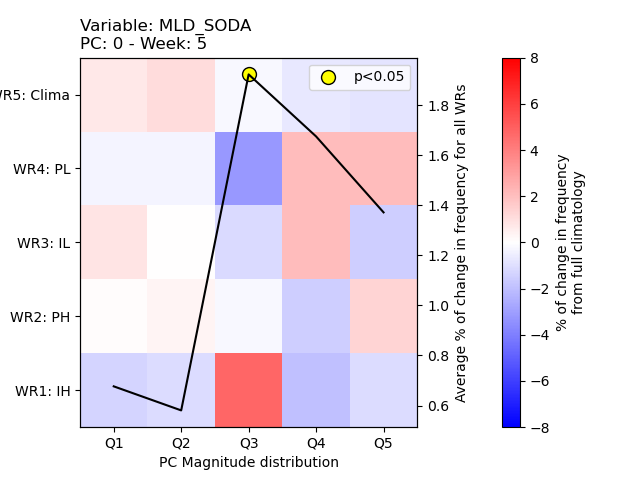 Variable: MLD_SODA
PC: 0 - Week: 5
WR5: Clima
WR4: PL
WR3: IL
WR2: PH
WR1: IH
Q1 Q2 Q3 Q4 Q5
PC Magnitude distribution
p<0.05
1.8
1.6
1.4
1.2
1.0
0.8
0.6
Average % of change in frequency for all WRs
8
6
4
2
0
−2
−4
−6
−8
% of change in frequency
from full climatology